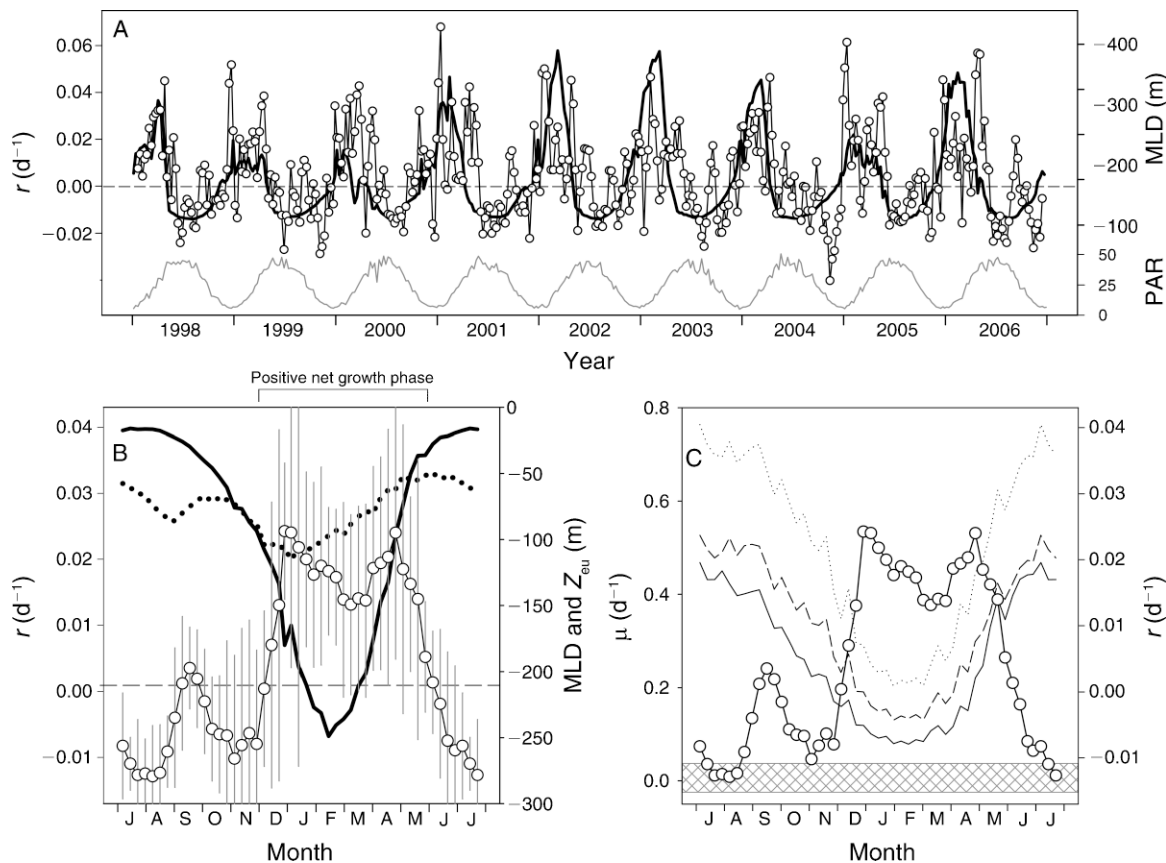 A
0.06
0.04
0.02
0.00
−0.02
r (d⁻¹)
−400
−300
−200
−100
MLD (m)
50
25
0
PAR
1998 1999 2000 2001 2002 2003 2004 2005 2006
Year
Positive net growth phase
B
0.04
0.03
0.02
0.01
0.00
−0.01
r (d⁻¹)
0
−50
−100
−150
−200
−250
−300
MLD and Zeu (m)
J A S O N D J F M A M J J
Month
C
0.8
0.6
0.4
0.2
0.0
μ (d⁻¹)
0.04
0.03
0.02
0.01
0.00
−0.01
r (d⁻¹)
J A S O N D J F M A M J J
Month